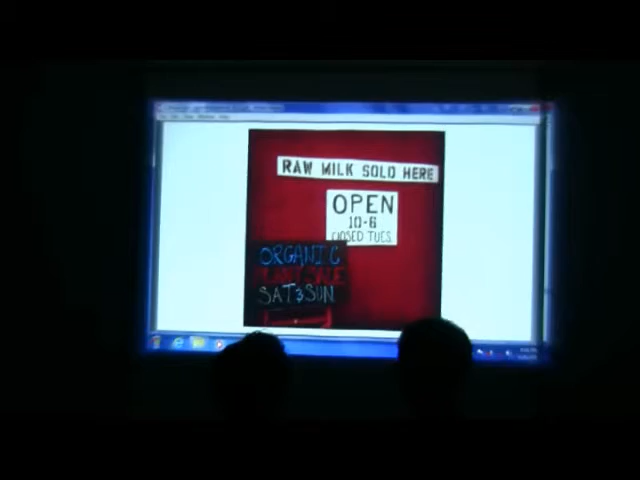 RAW MILK SOLD HERE
OPEN
10-6
CLOSED TUES.
ORGANIC
SAT & SUN